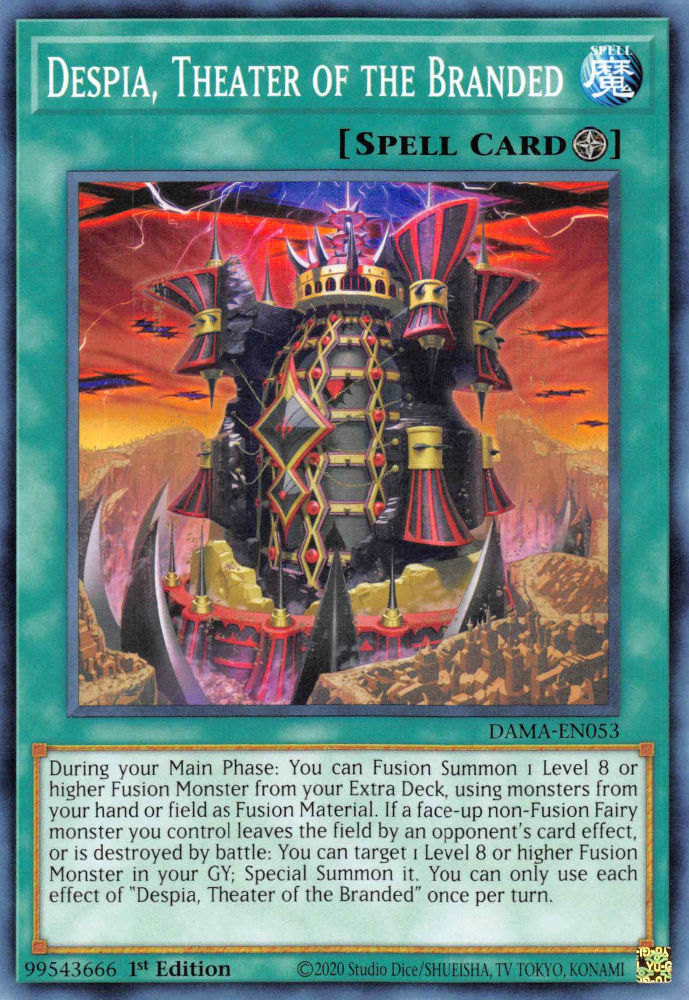 DESPIA, THEATER OF THE BRANDED
SPELL
魔
[SPELL CARD]
DAMA-EN053
During your Main Phase: You can Fusion Summon 1 Level 8 or
higher Fusion Monster from your Extra Deck, using monsters from
your hand or field as Fusion Material. If a face-up non-Fusion Fairy
monster you control leaves the field by an opponent's card effect,
or is destroyed by battle: You can target 1 Level 8 or higher Fusion
Monster in your GY; Special Summon it. You can only use each
effect of "Despia, Theater of the Branded" once per turn.
99543666 1st Edition ©2020 Studio Dice/SHUEISHA, TV TOKYO, KONAMI